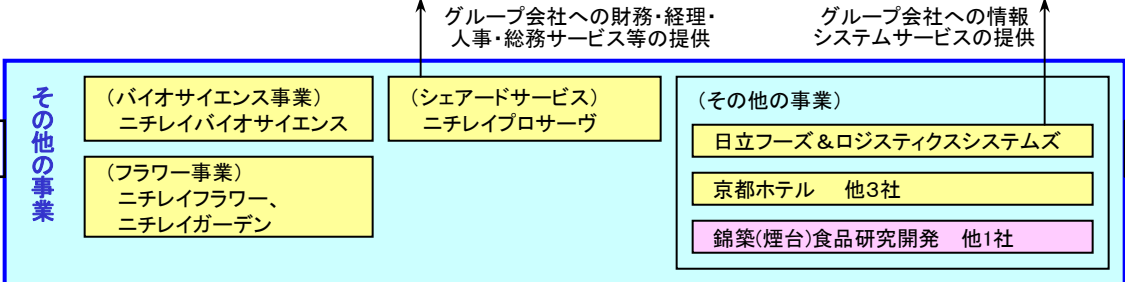 グループ会社への財務・経理・
人事・総務サービス等の提供
グループ会社への情報
システムサービスの提供
その他の事業
（バイオサイエンス事業）
ニチレイバイオサイエンス
（フラワー事業）
ニチレイフラワー、
ニチレイガーデン
（シェアードサービス）
ニチレイプロサーヴ
（その他の事業）
日立フーズ＆ロジスティクスシステムズ
京都ホテル　他3社
錦築(煙台)食品研究開発　他1社